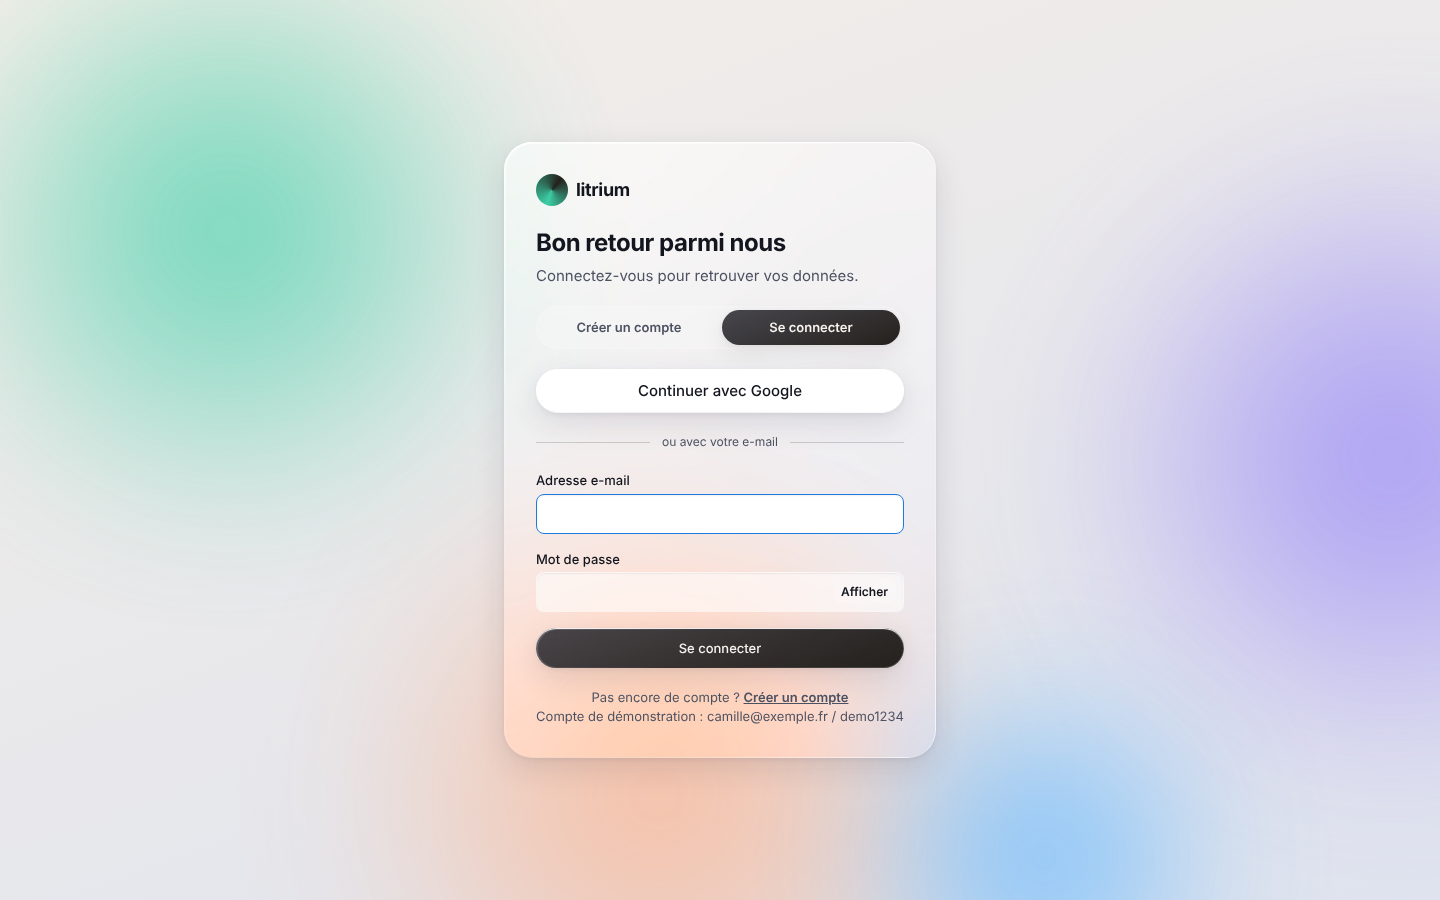 litrium
Bon retour parmi nous
Connectez-vous pour retrouver vos données.
Créer un compte
Se connecter
Continuer avec Google
ou avec votre e-mail
Adresse e-mail
Mot de passe
Afficher
Se connecter
Pas encore de compte ? Créer un compte
Compte de démonstration : camille@exemple.fr / demo1234